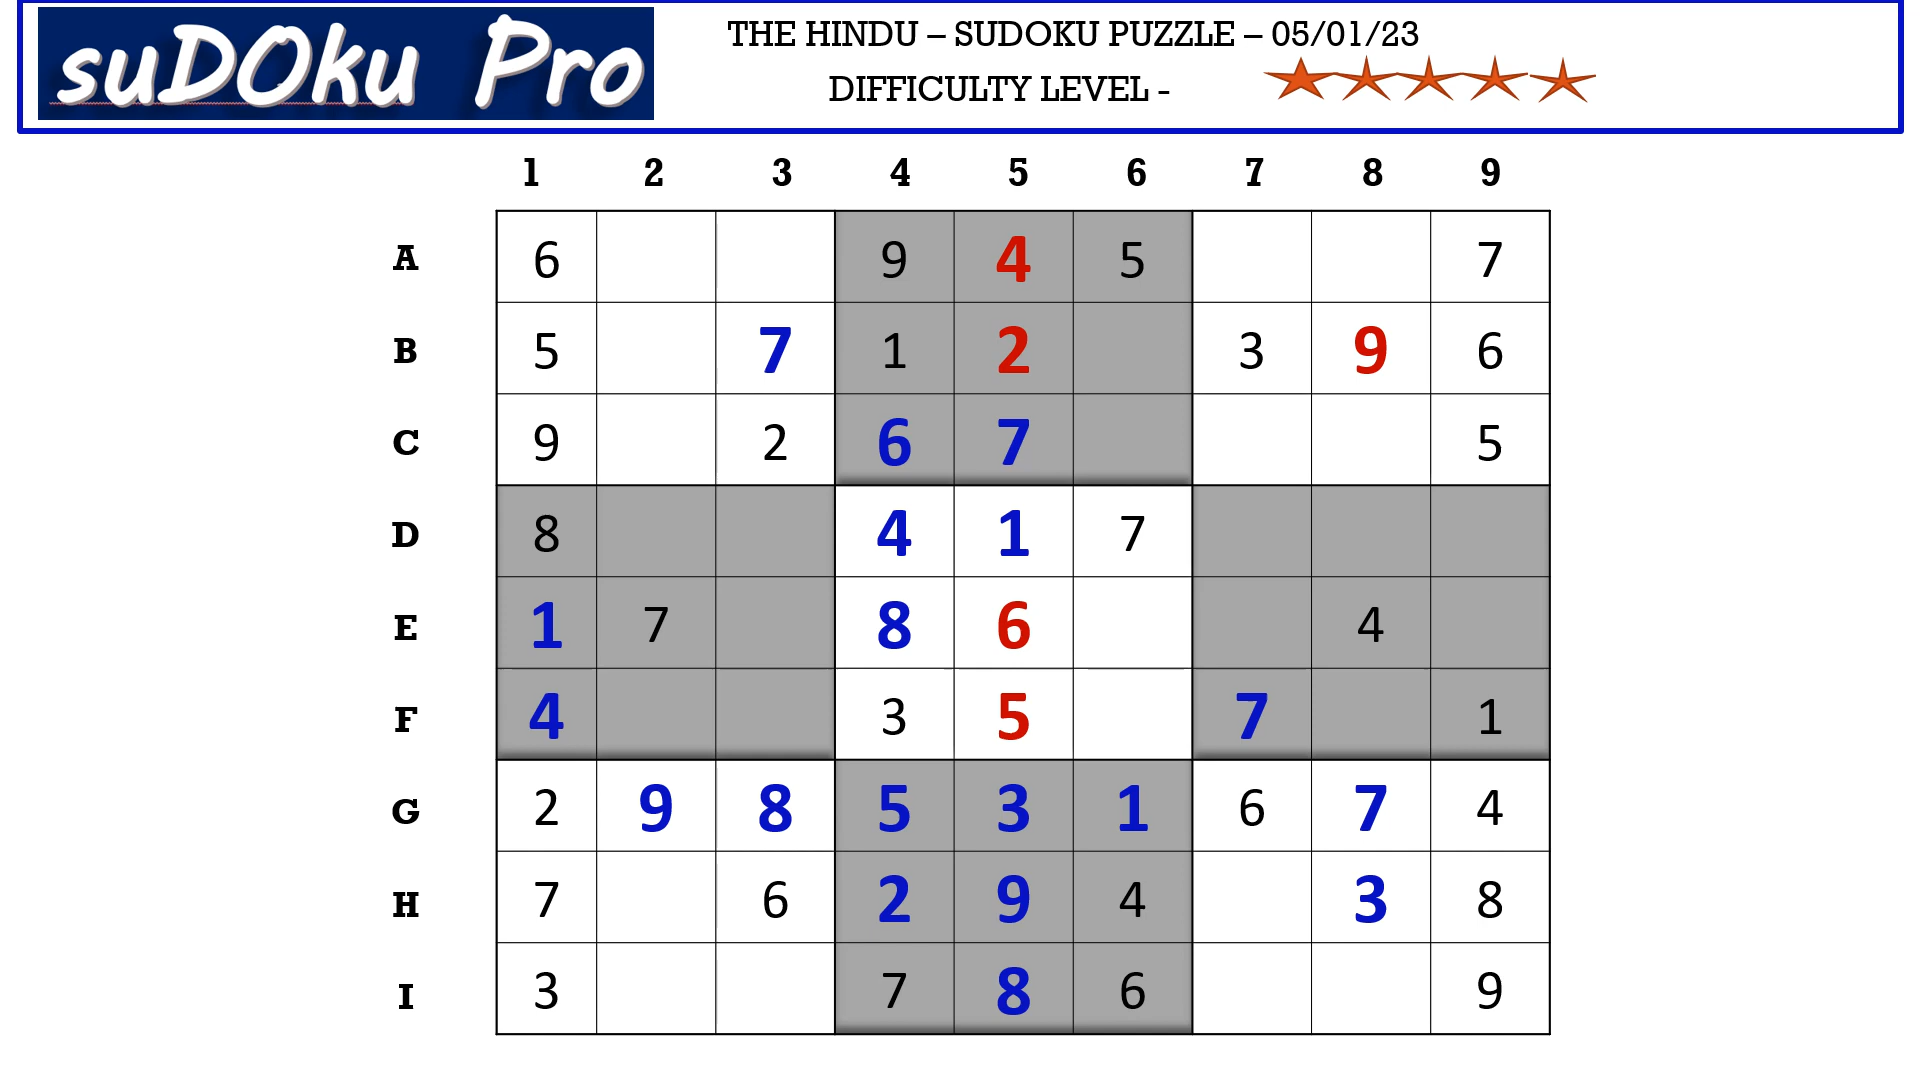 suDOku Pro
THE HINDU – SUDOKU PUZZLE – 05/01/23
DIFFICULTY LEVEL -
1 2 3 4 5 6 7 8 9
A 6 9 4 5 7
B 5 7 1 2 3 9 6
C 9 2 6 7 5
D 8 4 1 7
E 1 7 8 6 4
F 4 3 5 7 1
G 2 9 8 5 3 1 6 7 4
H 7 6 2 9 4 3 8
I 3 7 8 6 9